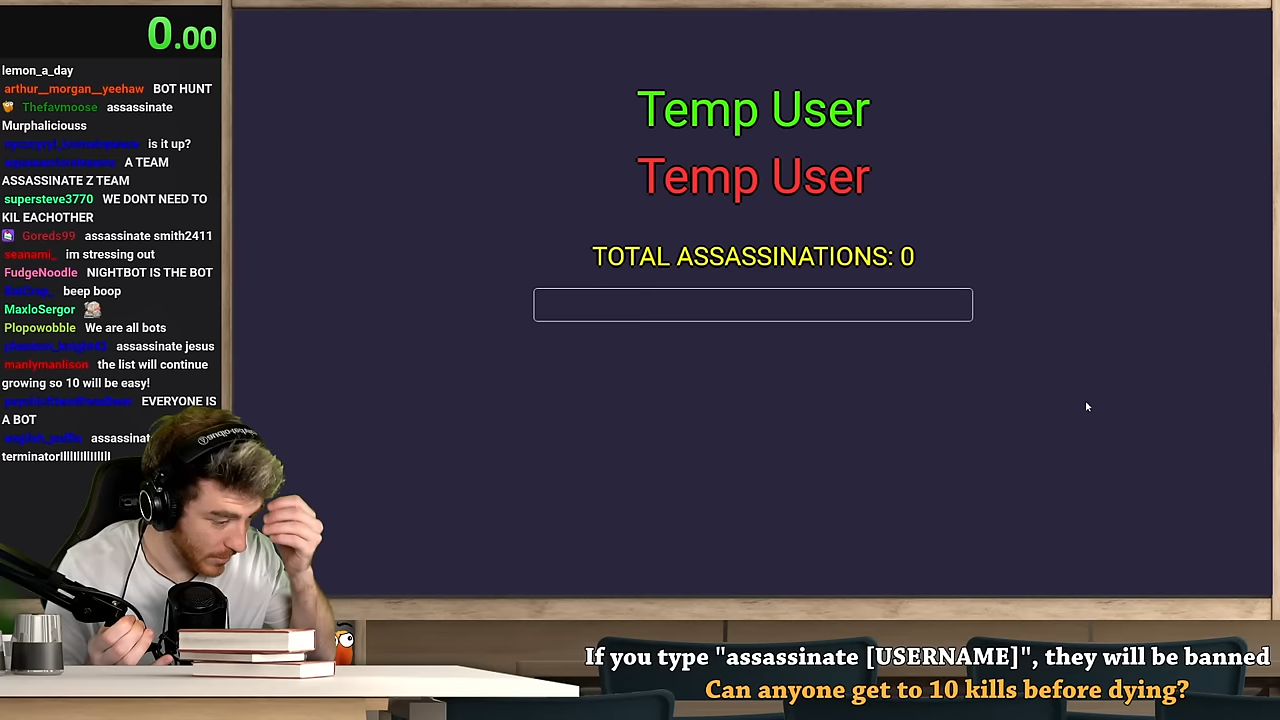 0.00
lemon_a_day
arthur__morgan__yeehaw BOT HUNT
Thefavmoose assassinate
Murphaliciouss
is it up?
A TEAM
ASSASSINATE Z TEAM
supersteve3770 WE DONT NEED TO
KIL EACHOTHER
Goreds99 assassinate smith2411
seanami_ im stressing out
FudgeNoodle NIGHTBOT IS THE BOT
beep boop
MaxloSergor
Plopowobble We are all bots
assassinate jesus
manlymanlison the list will continue
growing so 10 will be easy!
EVERYONE IS
A BOT
assassinat
terminatorIIIIIIIIIIIIIII
Temp User
Temp User
TOTAL ASSASSINATIONS: 0
If you type "assassinate [USERNAME]", they will be banned
Can anyone get to 10 kills before dying?